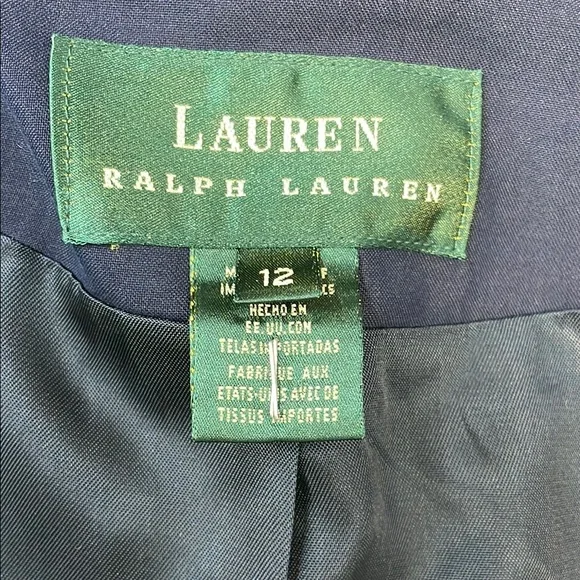 LAUREN
RALPH LAUREN
12
HECHO EN
EE.UU.CON
TELAS IMPORTADAS
FABRIQUE AUX
ETATS-UNIS AVEC DE
TISSUS IMPORTES